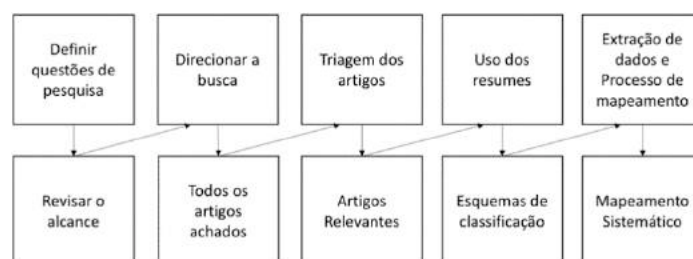 Definir
questões de
pesquisa
Direcionar a
busca
Triagem dos
artigos
Uso dos
resumes
Extração de
dados e
Processo de
mapeamento
Revisar o
alcance
Todos os
artigos
achados
Artigos
Relevantes
Esquemas de
classificação
Mapeamento
Sistemático